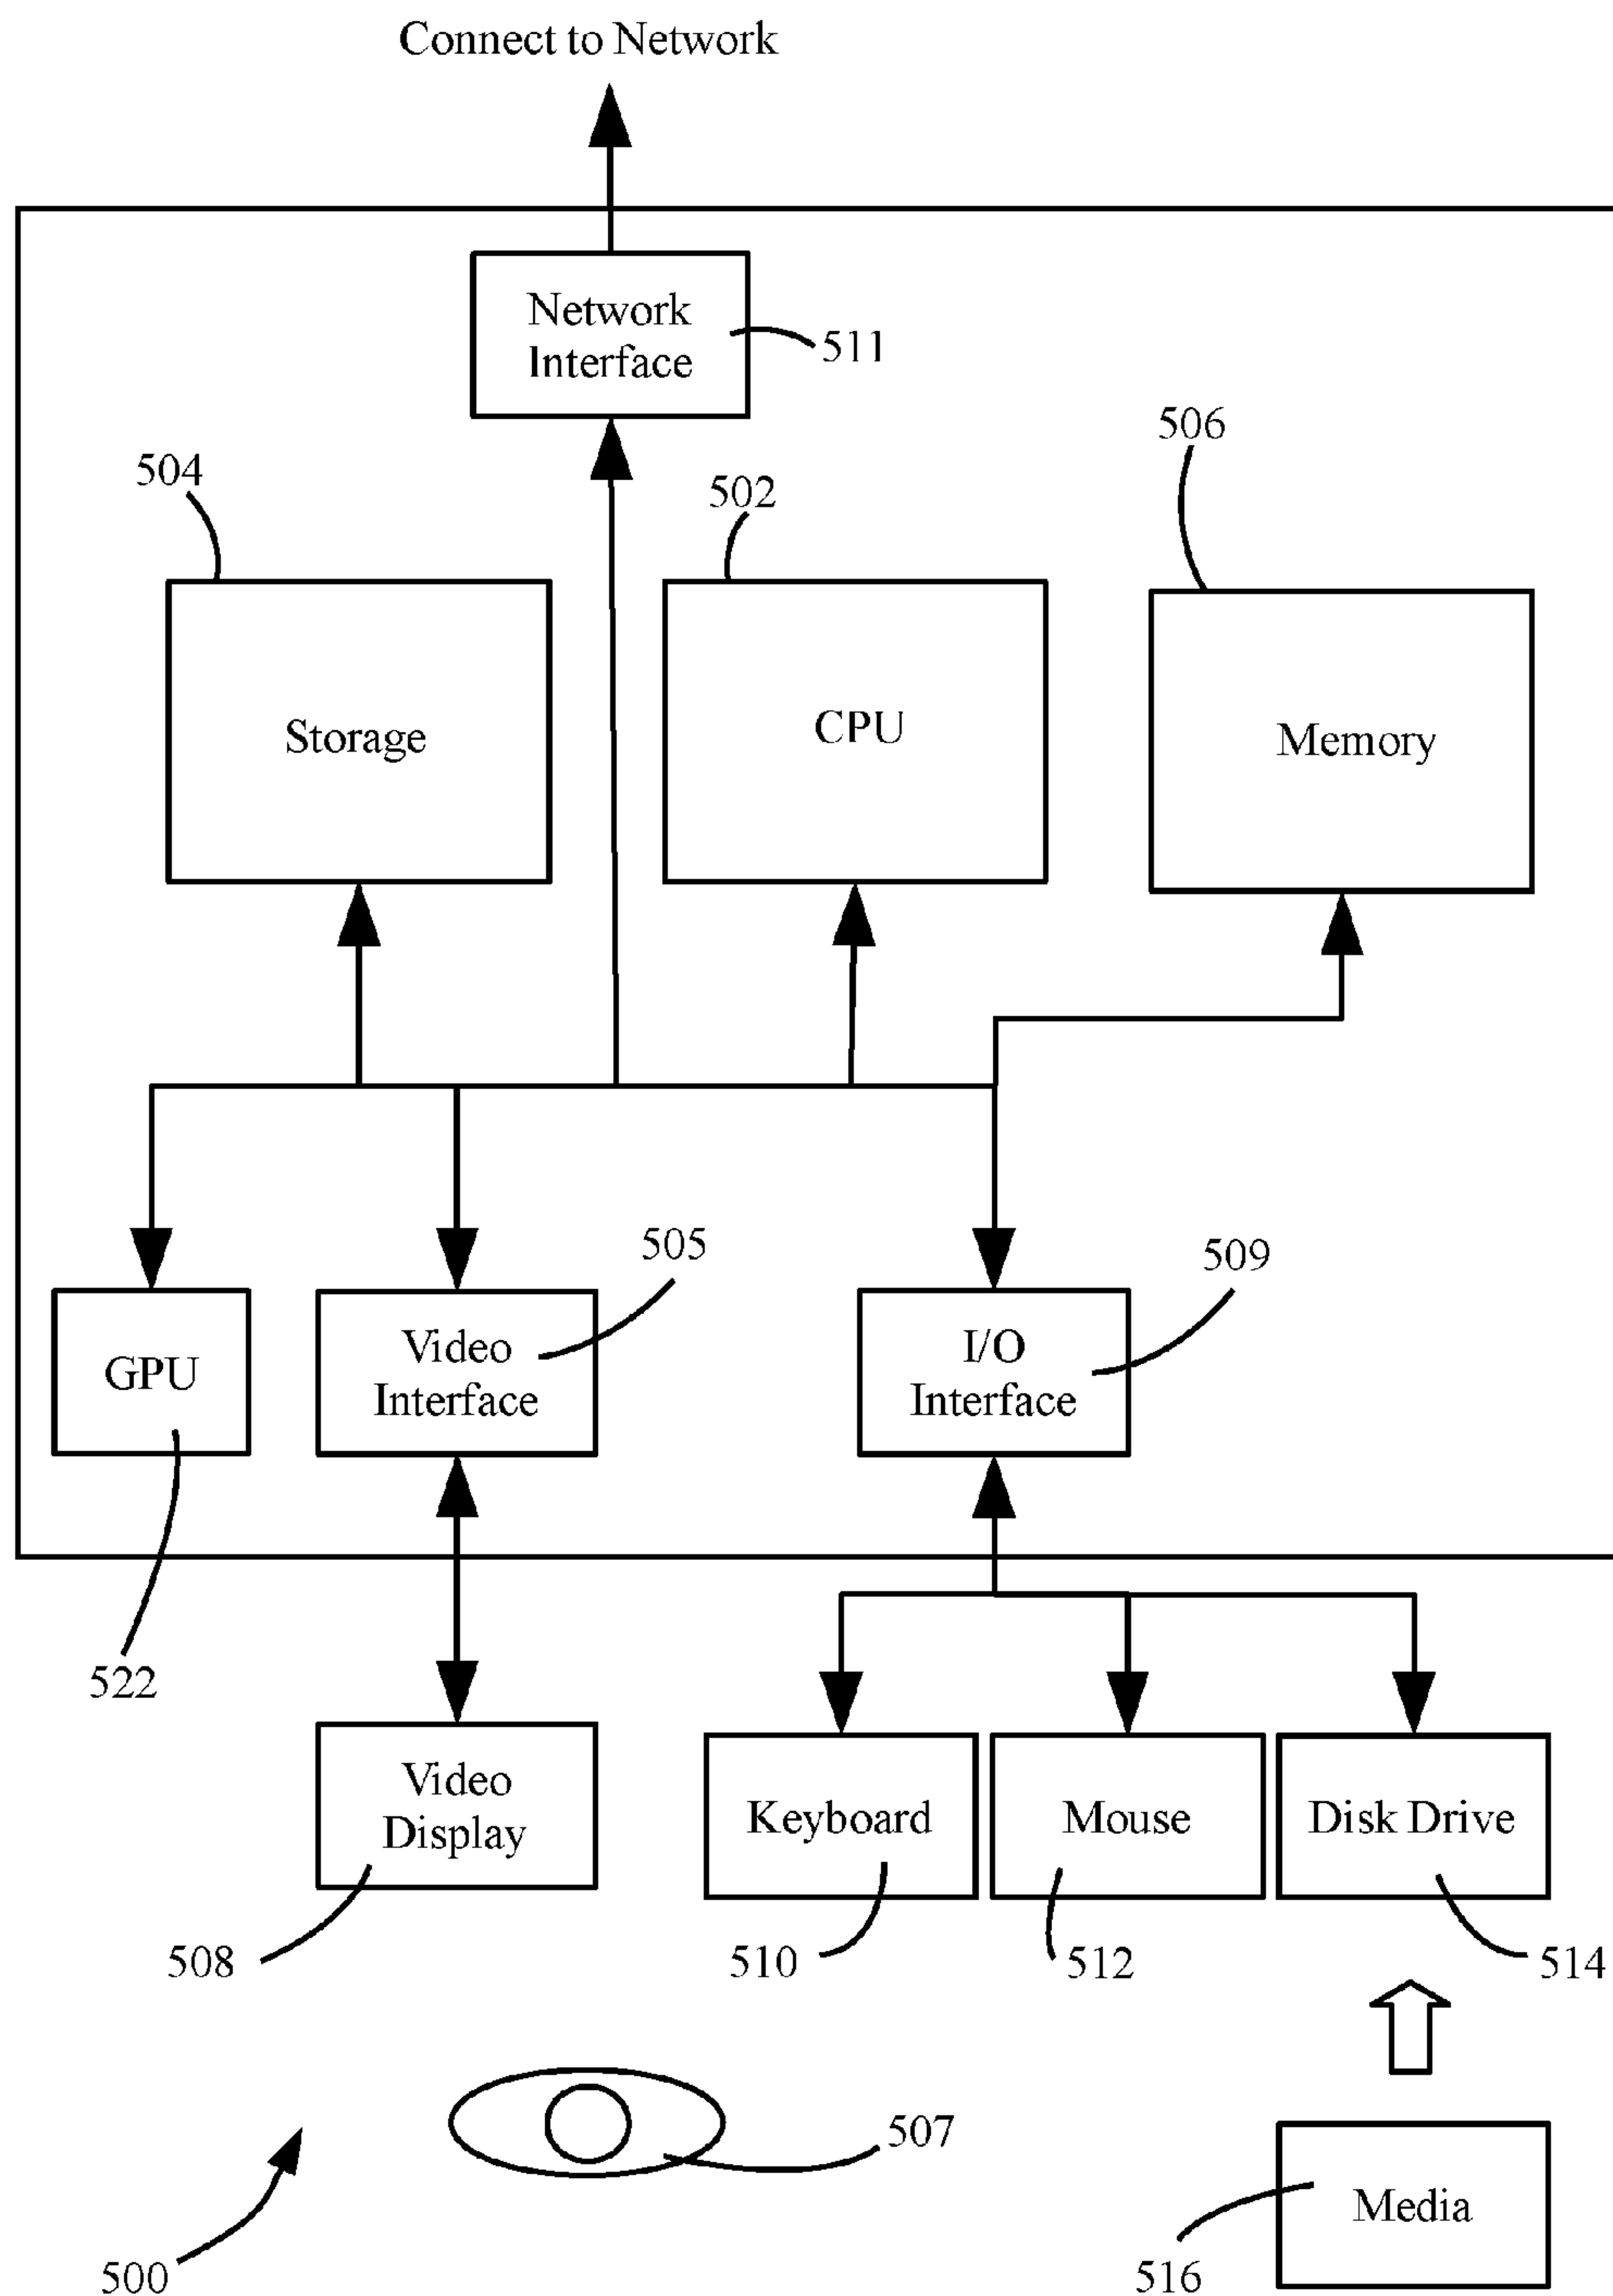 Connect to Network
Network
Interface
511
506
504
502
Storage
CPU
Memory
505
509
GPU
Video
Interface
I/O
Interface
522
Video
Display
Keyboard
Mouse
Disk Drive
508
510
512
514
507
500
516
Media